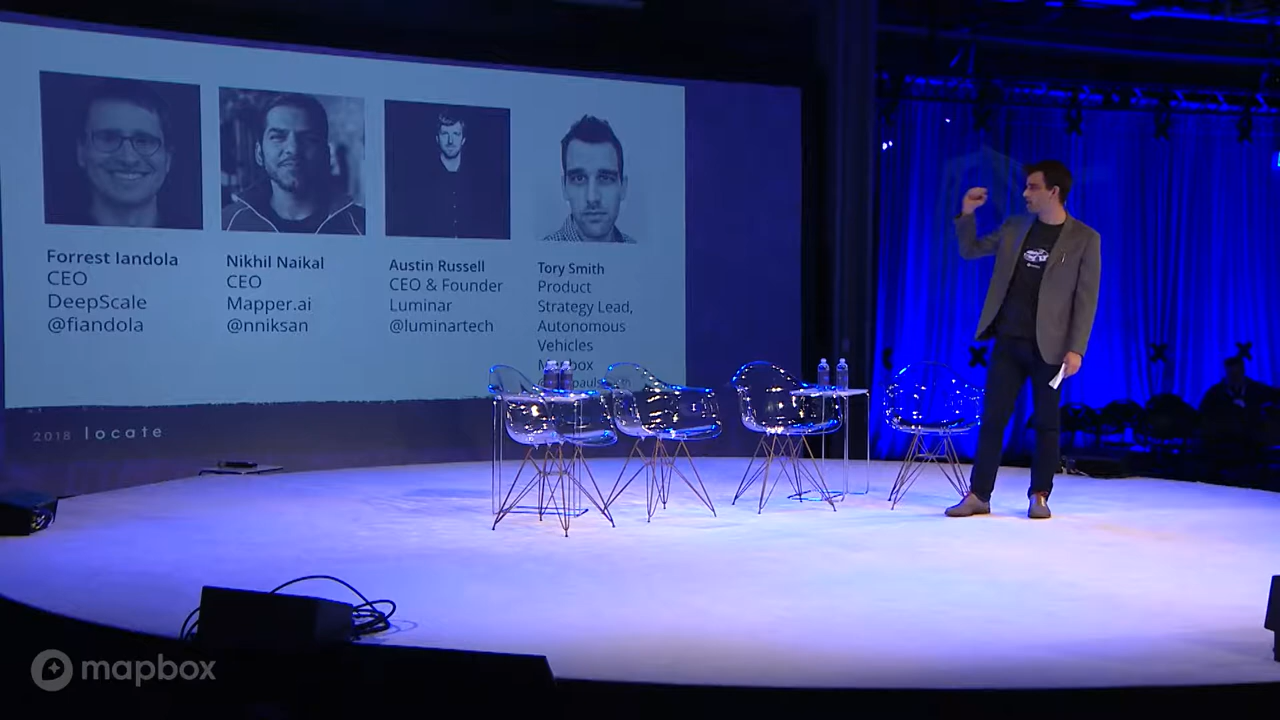 Forrest Iandola
CEO
DeepScale
@fiandola
Nikhil Naikal
CEO
Mapper.ai
@nniksan
Austin Russell
CEO & Founder
Luminar
@luminartech
Tory Smith
Product
Strategy Lead,
Autonomous
Vehicles
Mapbox
2018 locate
mapbox